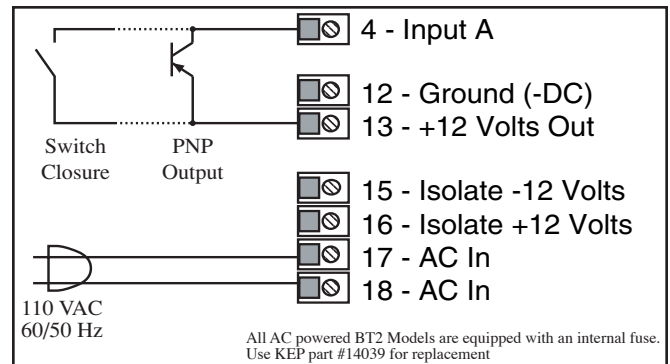 4 - Input A
12 - Ground (-DC)
13 - +12 Volts Out
Switch
Closure
PNP
Output
15 - Isolate -12 Volts
16 - Isolate +12 Volts
17 - AC In
18 - AC In
110 VAC
60/50 Hz
All AC powered BT2 Models are equipped with an internal fuse.
Use KEP part #14039 for replacement